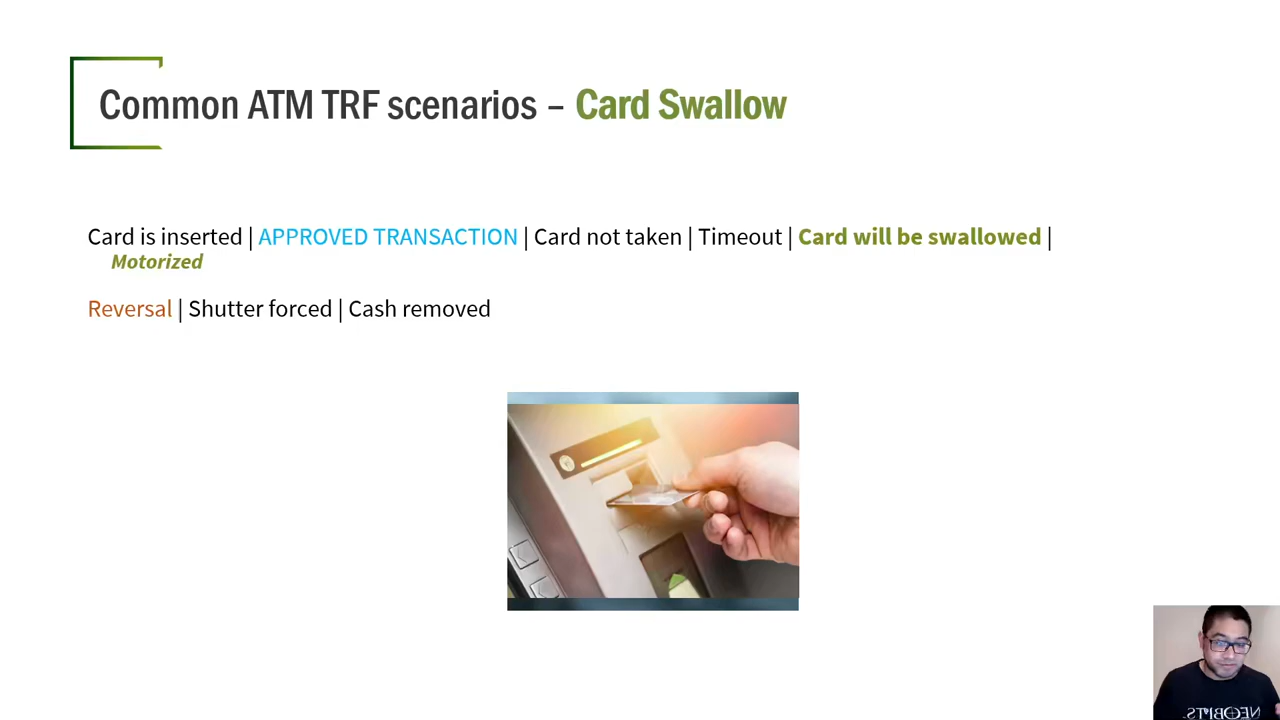 Common ATM TRF scenarios – Card Swallow
Card is inserted | APPROVED TRANSACTION | Card not taken | Timeout | Card will be swallowed |
Motorized
Reversal | Shutter forced | Cash removed
NEOBITS.